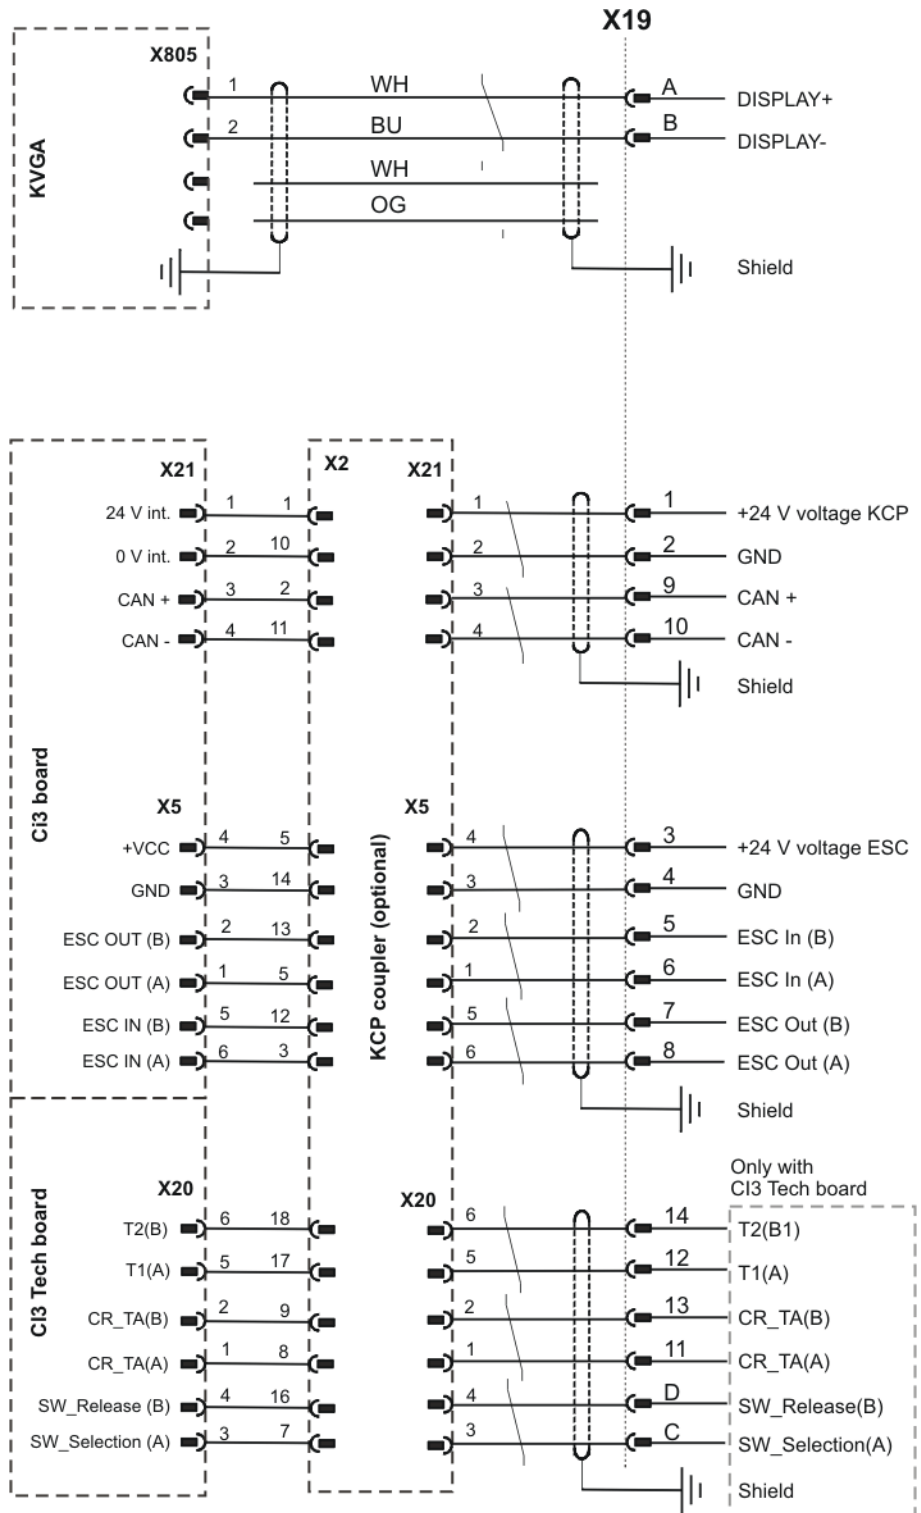 X19
X805
1 WH A DISPLAY+
2 BU B DISPLAY-
WH
OG
KVGA
Shield
X21 X2 X21
24 V int. 1 1 1 1 +24 V voltage KCP
0 V int. 2 10 2 2 GND
CAN + 3 2 3 9 CAN +
CAN - 4 11 4 10 CAN -
Shield
Ci3 board
X5 X5
KCP coupler (optional)
+VCC 4 5 4 3 +24 V voltage ESC
GND 3 14 3 4 GND
ESC OUT (B) 2 13 2 5 ESC In (B)
ESC OUT (A) 1 5 1 6 ESC In (A)
ESC IN (B) 5 12 5 7 ESC Out (B)
ESC IN (A) 6 3 6 8 ESC Out (A)
Shield
Only with
CI3 Tech board
CI3 Tech board
X20 X20
T2(B) 6 18 6 14 T2(B1)
T1(A) 5 17 5 12 T1(A)
CR_TA(B) 2 9 2 13 CR_TA(B)
CR_TA(A) 1 8 1 11 CR_TA(A)
SW_Release (B) 4 16 4 D SW_Release(B)
SW_Selection (A) 3 7 3 C SW_Selection(A)
Shield